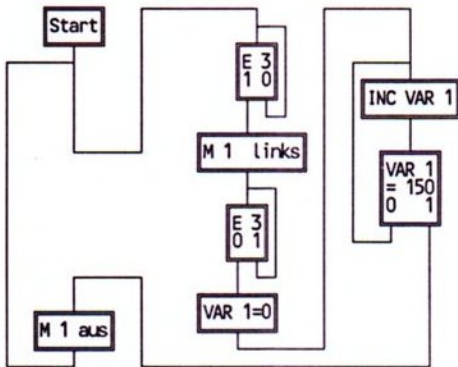 Start
E 3
1 0
M 1 links
E 3
0 1
VAR 1=0
INC VAR 1
VAR 1
= 150
0 1
M 1 aus